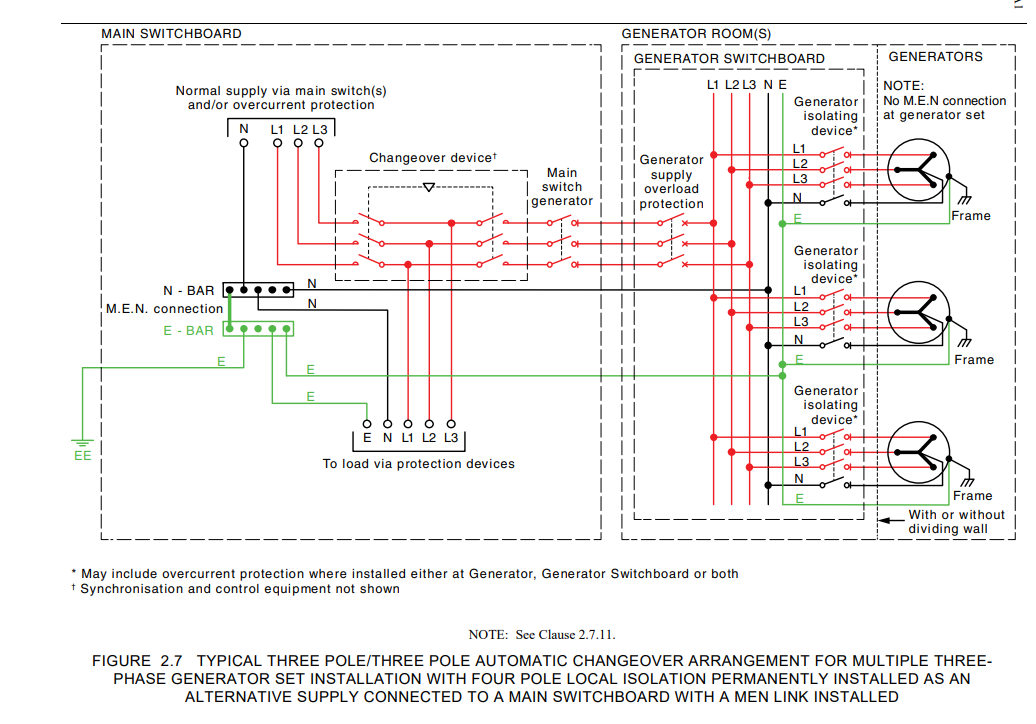 MAIN SWITCHBOARD
GENERATOR ROOM(S)
GENERATOR SWITCHBOARD
GENERATORS
Normal supply via main switch(s)
and/or overcurrent protection
N L1 L2 L3
L1 L2 L3 N E
NOTE:
No M.E.N connection
at generator set
Changeover device†
Main
switch
generator
Generator
supply
overload
protection
Generator
isolating
device*
L1
L2
L3
N
E
Frame
N - BAR
N
M.E.N. connection
N
E - BAR
E
E
E
EE
Generator
isolating
device*
L1
L2
L3
N
E
Frame
Generator
isolating
device*
L1
L2
L3
N
E
Frame
E N L1 L2 L3
To load via protection devices
With or without
dividing wall
* May include overcurrent protection where installed either at Generator, Generator Switchboard or both
† Synchronisation and control equipment not shown
NOTE: See Clause 2.7.11.
FIGURE 2.7 TYPICAL THREE POLE/THREE POLE AUTOMATIC CHANGEOVER ARRANGEMENT FOR MULTIPLE THREE-
PHASE GENERATOR SET INSTALLATION WITH FOUR POLE LOCAL ISOLATION PERMANENTLY INSTALLED AS AN
ALTERNATIVE SUPPLY CONNECTED TO A MAIN SWITCHBOARD WITH A MEN LINK INSTALLED